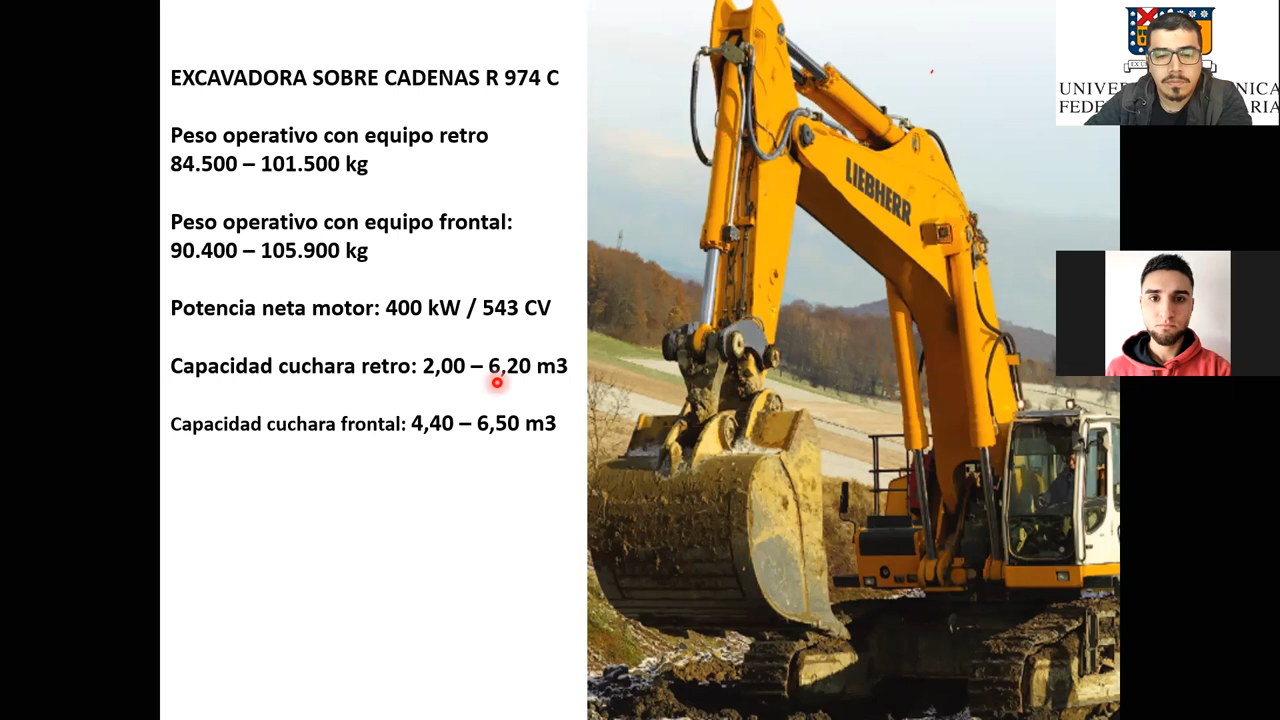 EXCAVADORA SOBRE CADENAS R 974 C
Peso operativo con equipo retro
84.500 – 101.500 kg
Peso operativo con equipo frontal:
90.400 – 105.900 kg
Potencia neta motor: 400 kW / 543 CV
Capacidad cuchara retro: 2,00 – 6,20 m3
Capacidad cuchara frontal: 4,40 – 6,50 m3
LIEBHERR